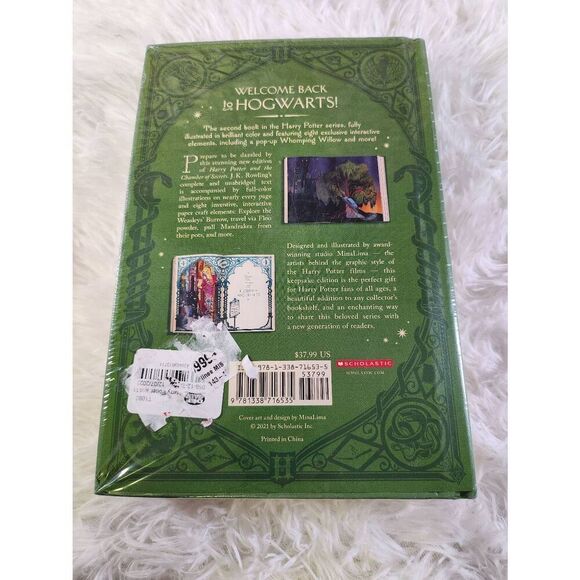 WELCOME BACK
to HOGWARTS!
The second book in the Harry Potter series, fully
illustrated in brilliant color and featuring eight exclusive interactive
elements, including a pop-up Whomping Willow and more!
Prepare to be dazzled by
this stunning new edition
of Harry Potter and the
Chamber of Secrets. J.K. Rowling's
complete and unabridged text
is accompanied by full-color
illustrations on nearly every page
and eight inventive, interactive
paper craft elements: Explore the
Weasleys' Burrow, travel via Floo
powder, pull Mandrakes from
their pots, and more.
Designed and illustrated by award-
winning studio MinaLima — the
artists behind the graphic style of
the Harry Potter films — this
keepsake edition is the perfect gift
for Harry Potter fans of all ages, a
beautiful addition to any collector's
bookshelf, and an enchanting way
to share this beloved series with
a new generation of readers.
$37.99 US
SCHOLASTIC
scholastic.com
978-1-338-71653-5
53799
9 781338 716535
Cover art and design by MinaLima
© 2021 by Scholastic Inc.
Printed in China
H